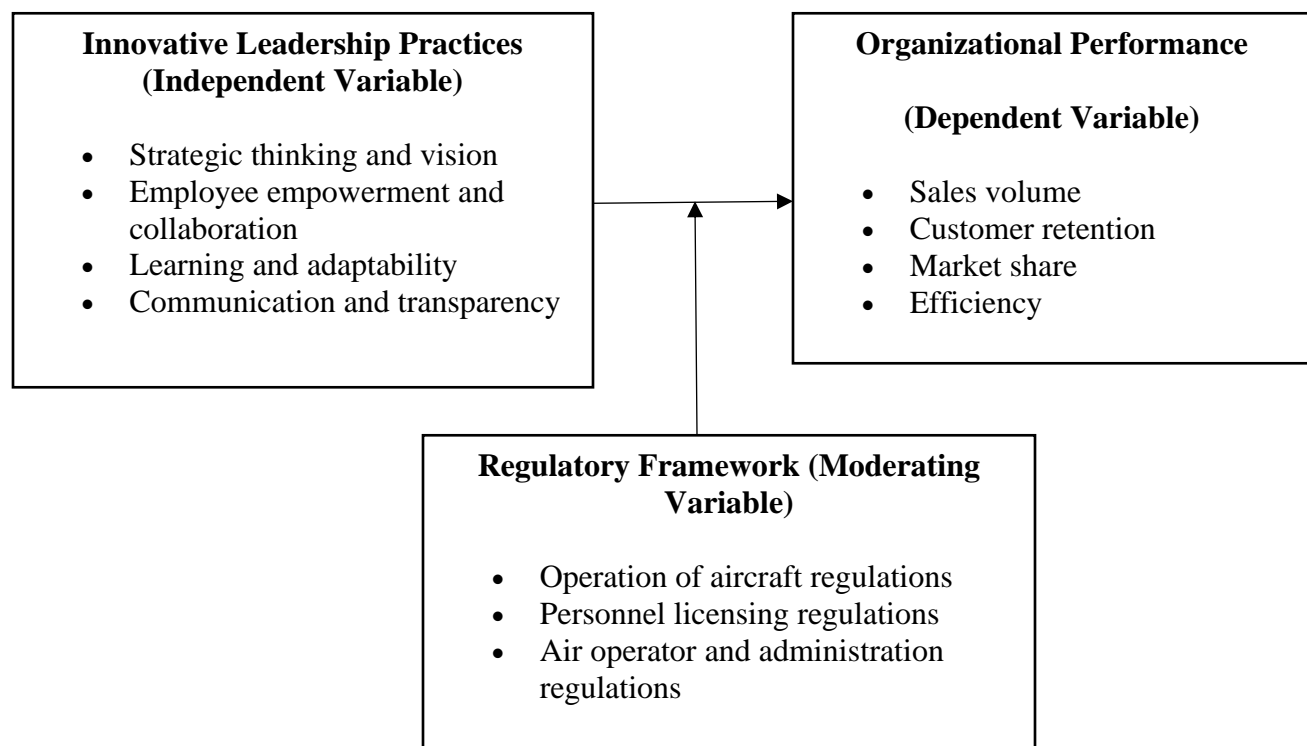 Innovative Leadership Practices
(Independent Variable)
• Strategic thinking and vision
• Employee empowerment and
collaboration
• Learning and adaptability
• Communication and transparency
Organizational Performance
(Dependent Variable)
• Sales volume
• Customer retention
• Market share
• Efficiency
Regulatory Framework (Moderating
Variable)
• Operation of aircraft regulations
• Personnel licensing regulations
• Air operator and administration
regulations